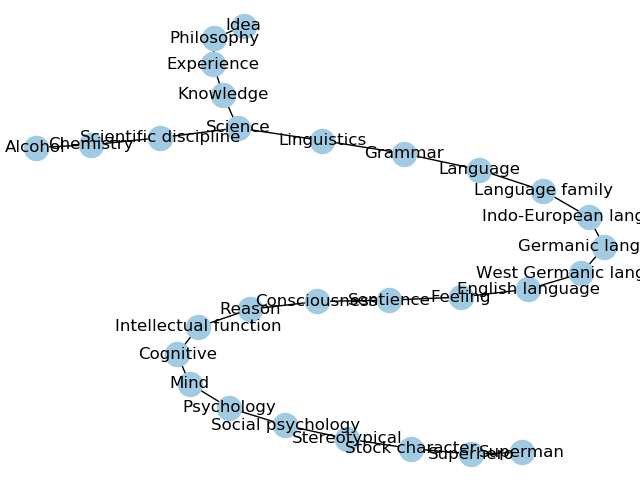 Idea
Philosophy
Experience
Knowledge
Science
Scientific discipline
Chemistry
Alcohol
Linguistics
Grammar
Language
Language family
Indo-European lang
Germanic lang
West Germanic lang
English language
Feeling
Sentience
Consciousness
Reason
Intellectual function
Cognitive
Mind
Psychology
Social psychology
Stereotypical
Stock character
Superhero
Superman